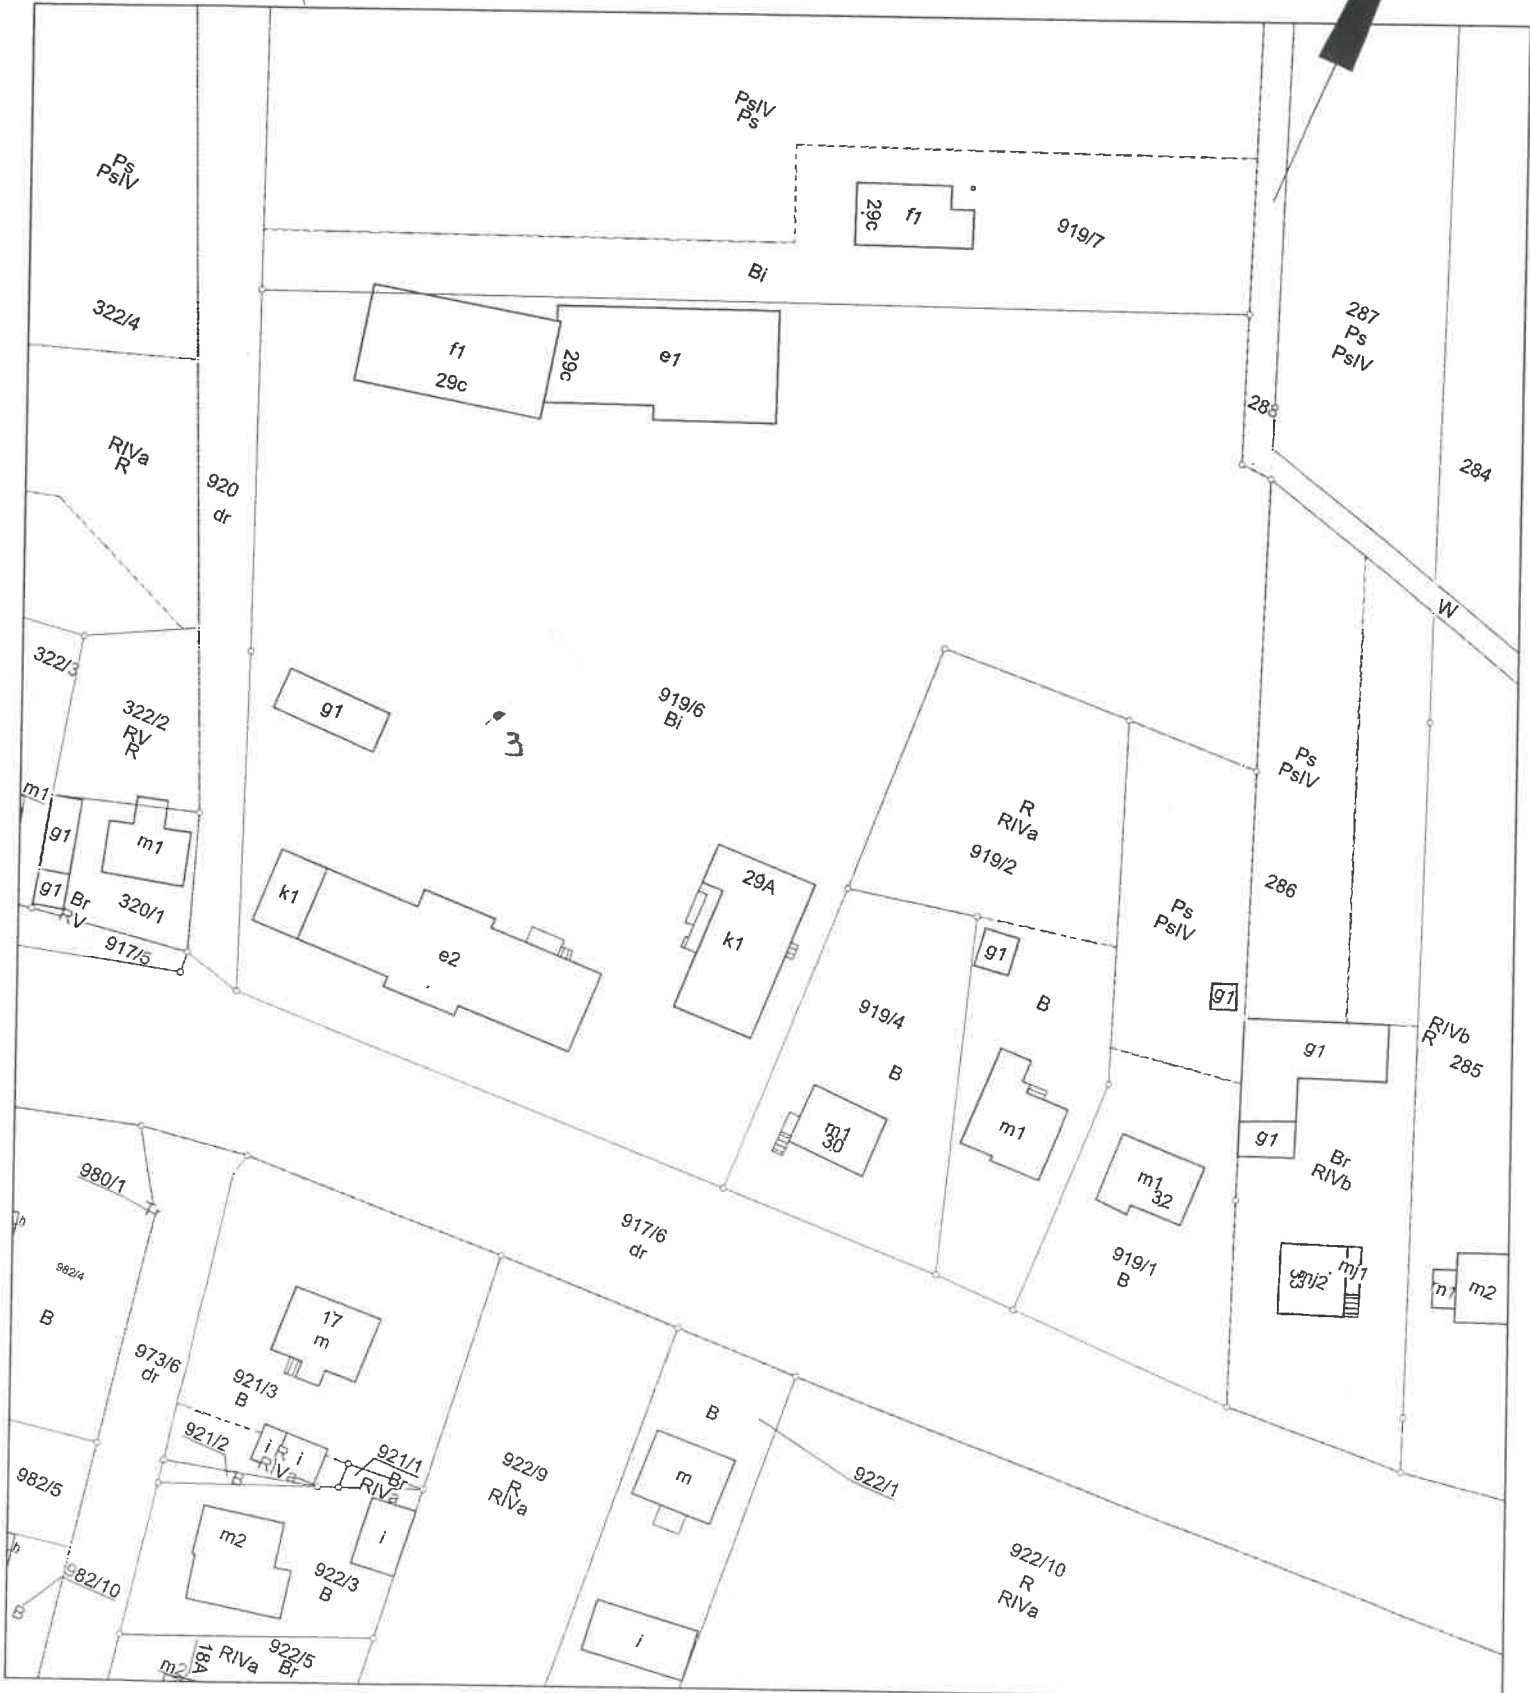 PsIV
Ps
Ps
PsIV
29c
f1
919/7
Bi
322/4
287
Ps
PsIV
f1
29c
29c
e1
288
RIVa
R
284
920
dr
W
322/3
322/2
RV
R
g1
3
919/6
Bi
Ps
PsIV
m1
g1
m1
R
RIVa
919/2
g1
Br
RV
320/1
k1
29A
k1
286
Ps
PsIV
917/5
e2
g1
g1
919/4
B
B
RIVb
R
285
g1
m1
30
m1
g1
Br
RIVb
980/1
m1
32
917/6
dr
919/1
B
h
982/4
B
mj2
mj1
m2
17
m
973/6
dr
921/3
B
B
921/2
i
i
R
RIVa
921/1
Br
RIVa
B
982/5
922/9
R
RIVa
m
922/1
h
m2
i
982/10
B
922/3
B
922/10
R
RIVa
i
m2
18A
RIVa
922/5
Br